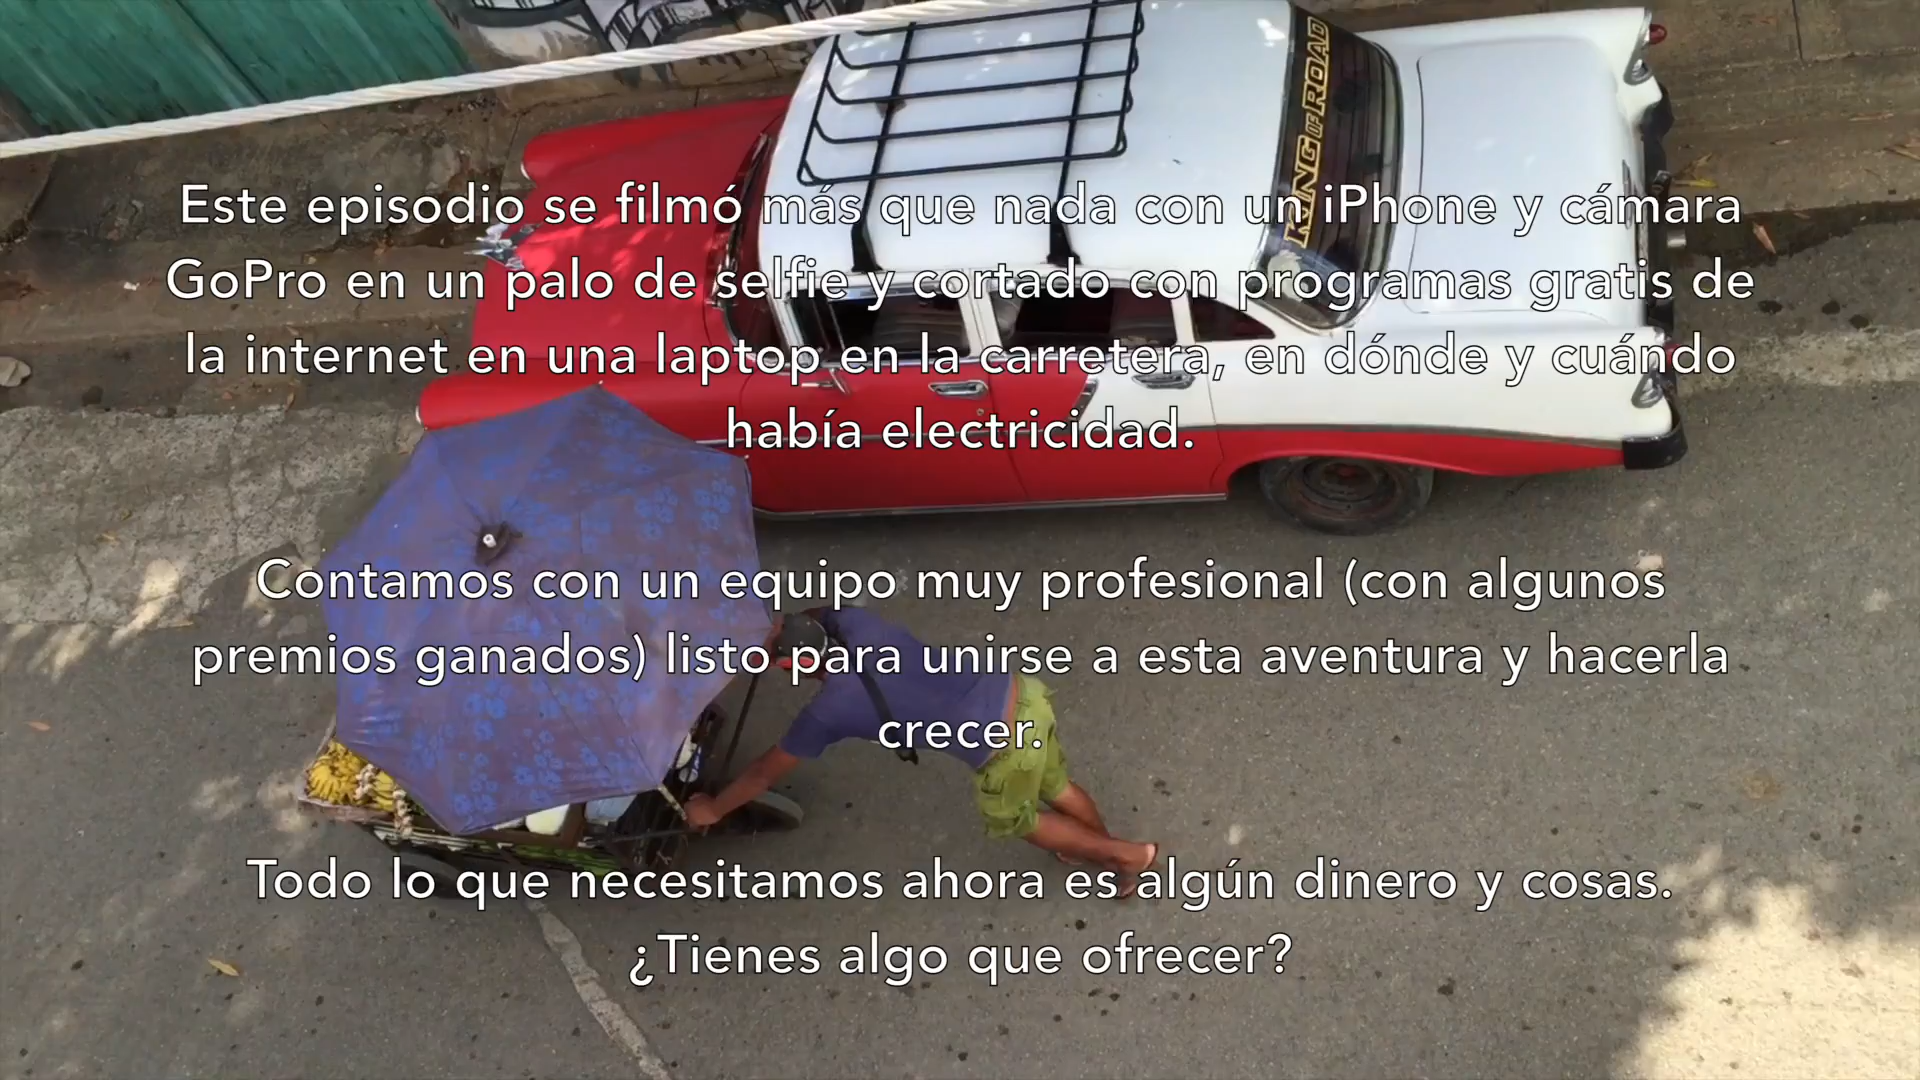 KING OF ROAD
Este episodio se filmó más que nada con un iPhone y cámara
GoPro en un palo de selfie y cortado con programas gratis de
la internet en una laptop en la carretera, en dónde y cuándo
había electricidad.
Contamos con un equipo muy profesional (con algunos
premios ganados) listo para unirse a esta aventura y hacerla
crecer.
Todo lo que necesitamos ahora es algún dinero y cosas.
¿Tienes algo que ofrecer?